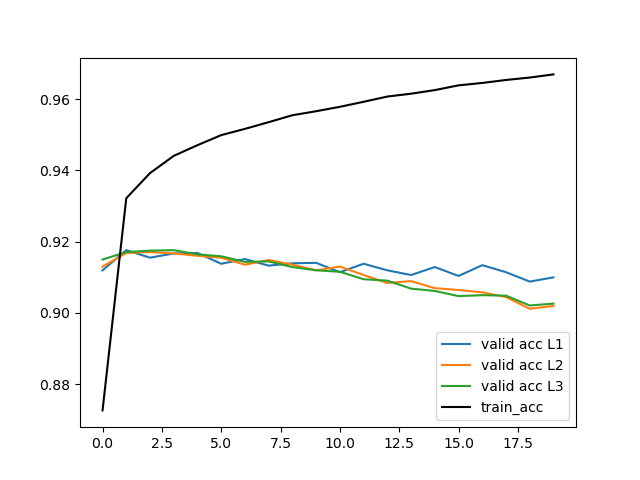 0.96
0.94
0.92
0.90
0.88
valid acc L1
valid acc L2
valid acc L3
train_acc
0.0 2.5 5.0 7.5 10.0 12.5 15.0 17.5